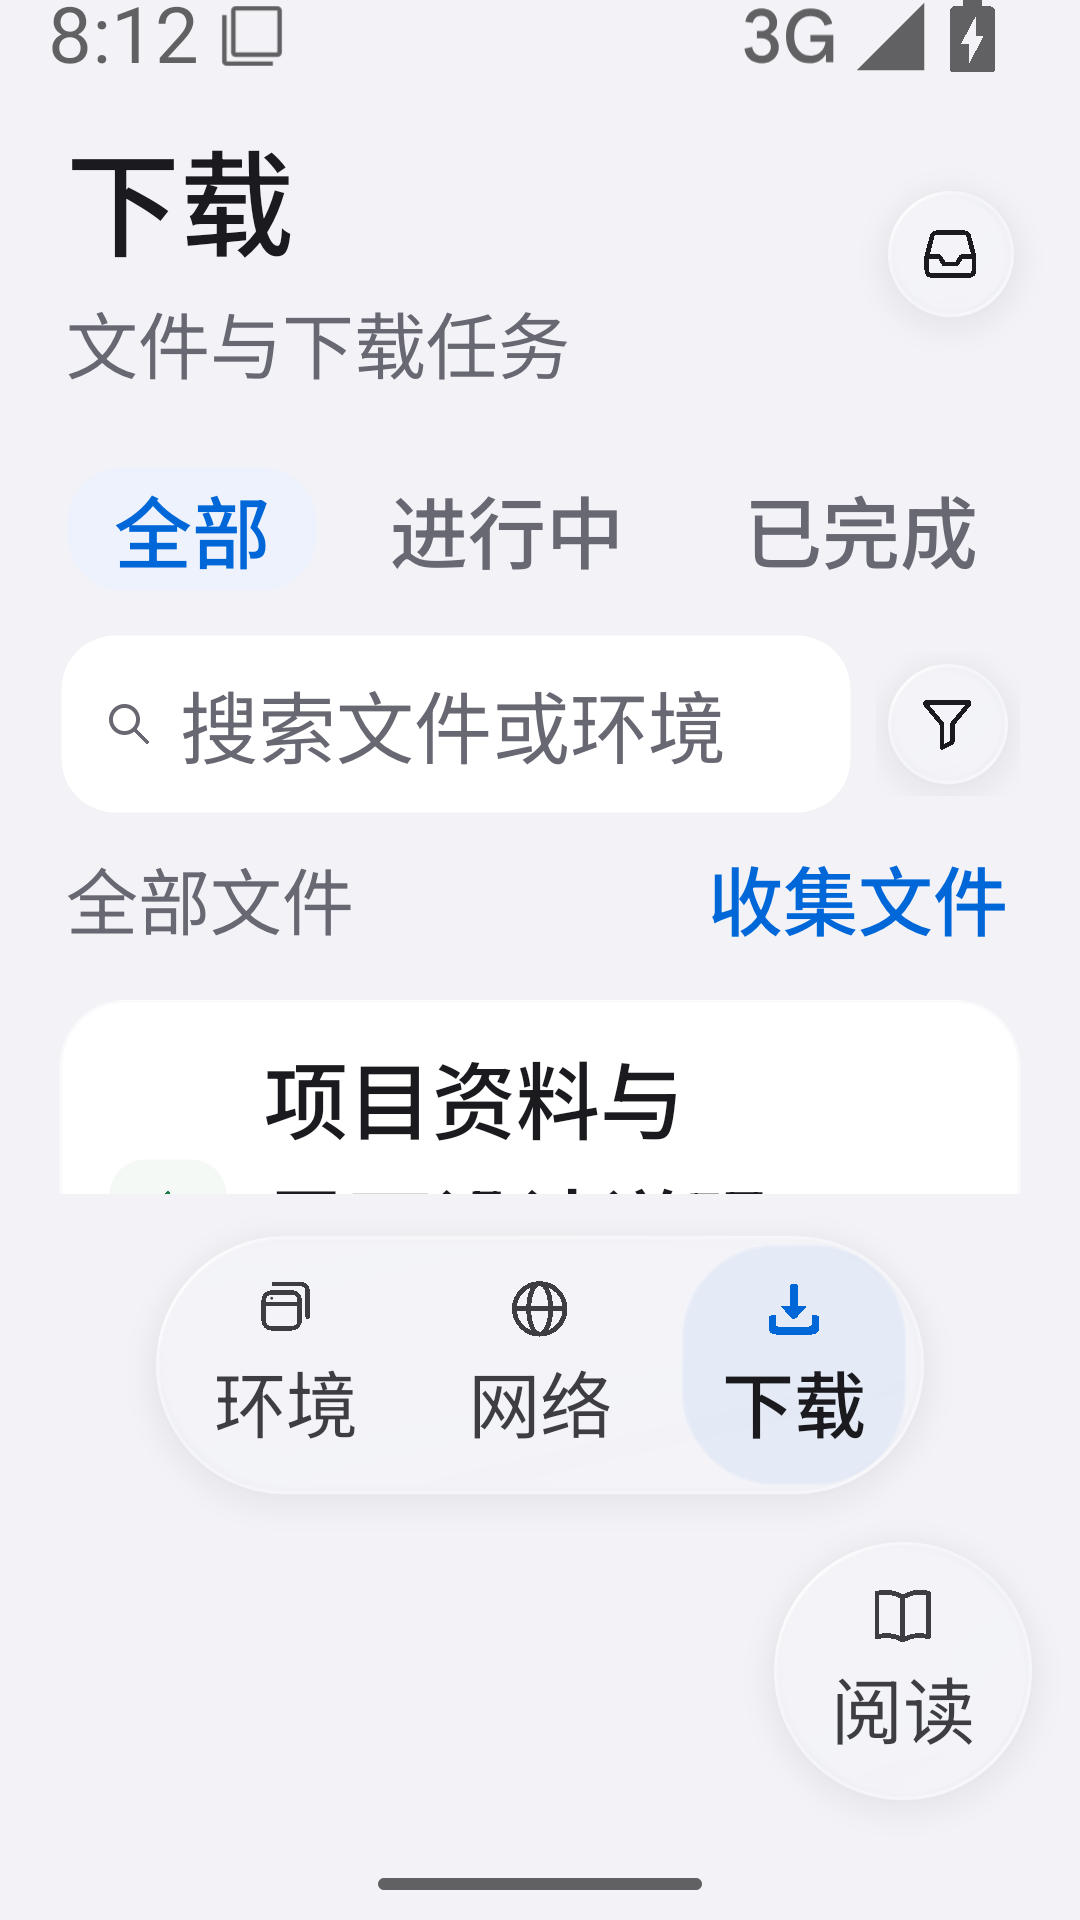 8:12 3G
下载
文件与下载任务
全部 进行中 已完成
搜索文件或环境
全部文件 收集文件
项目资料与
环境 网络 下载
阅读